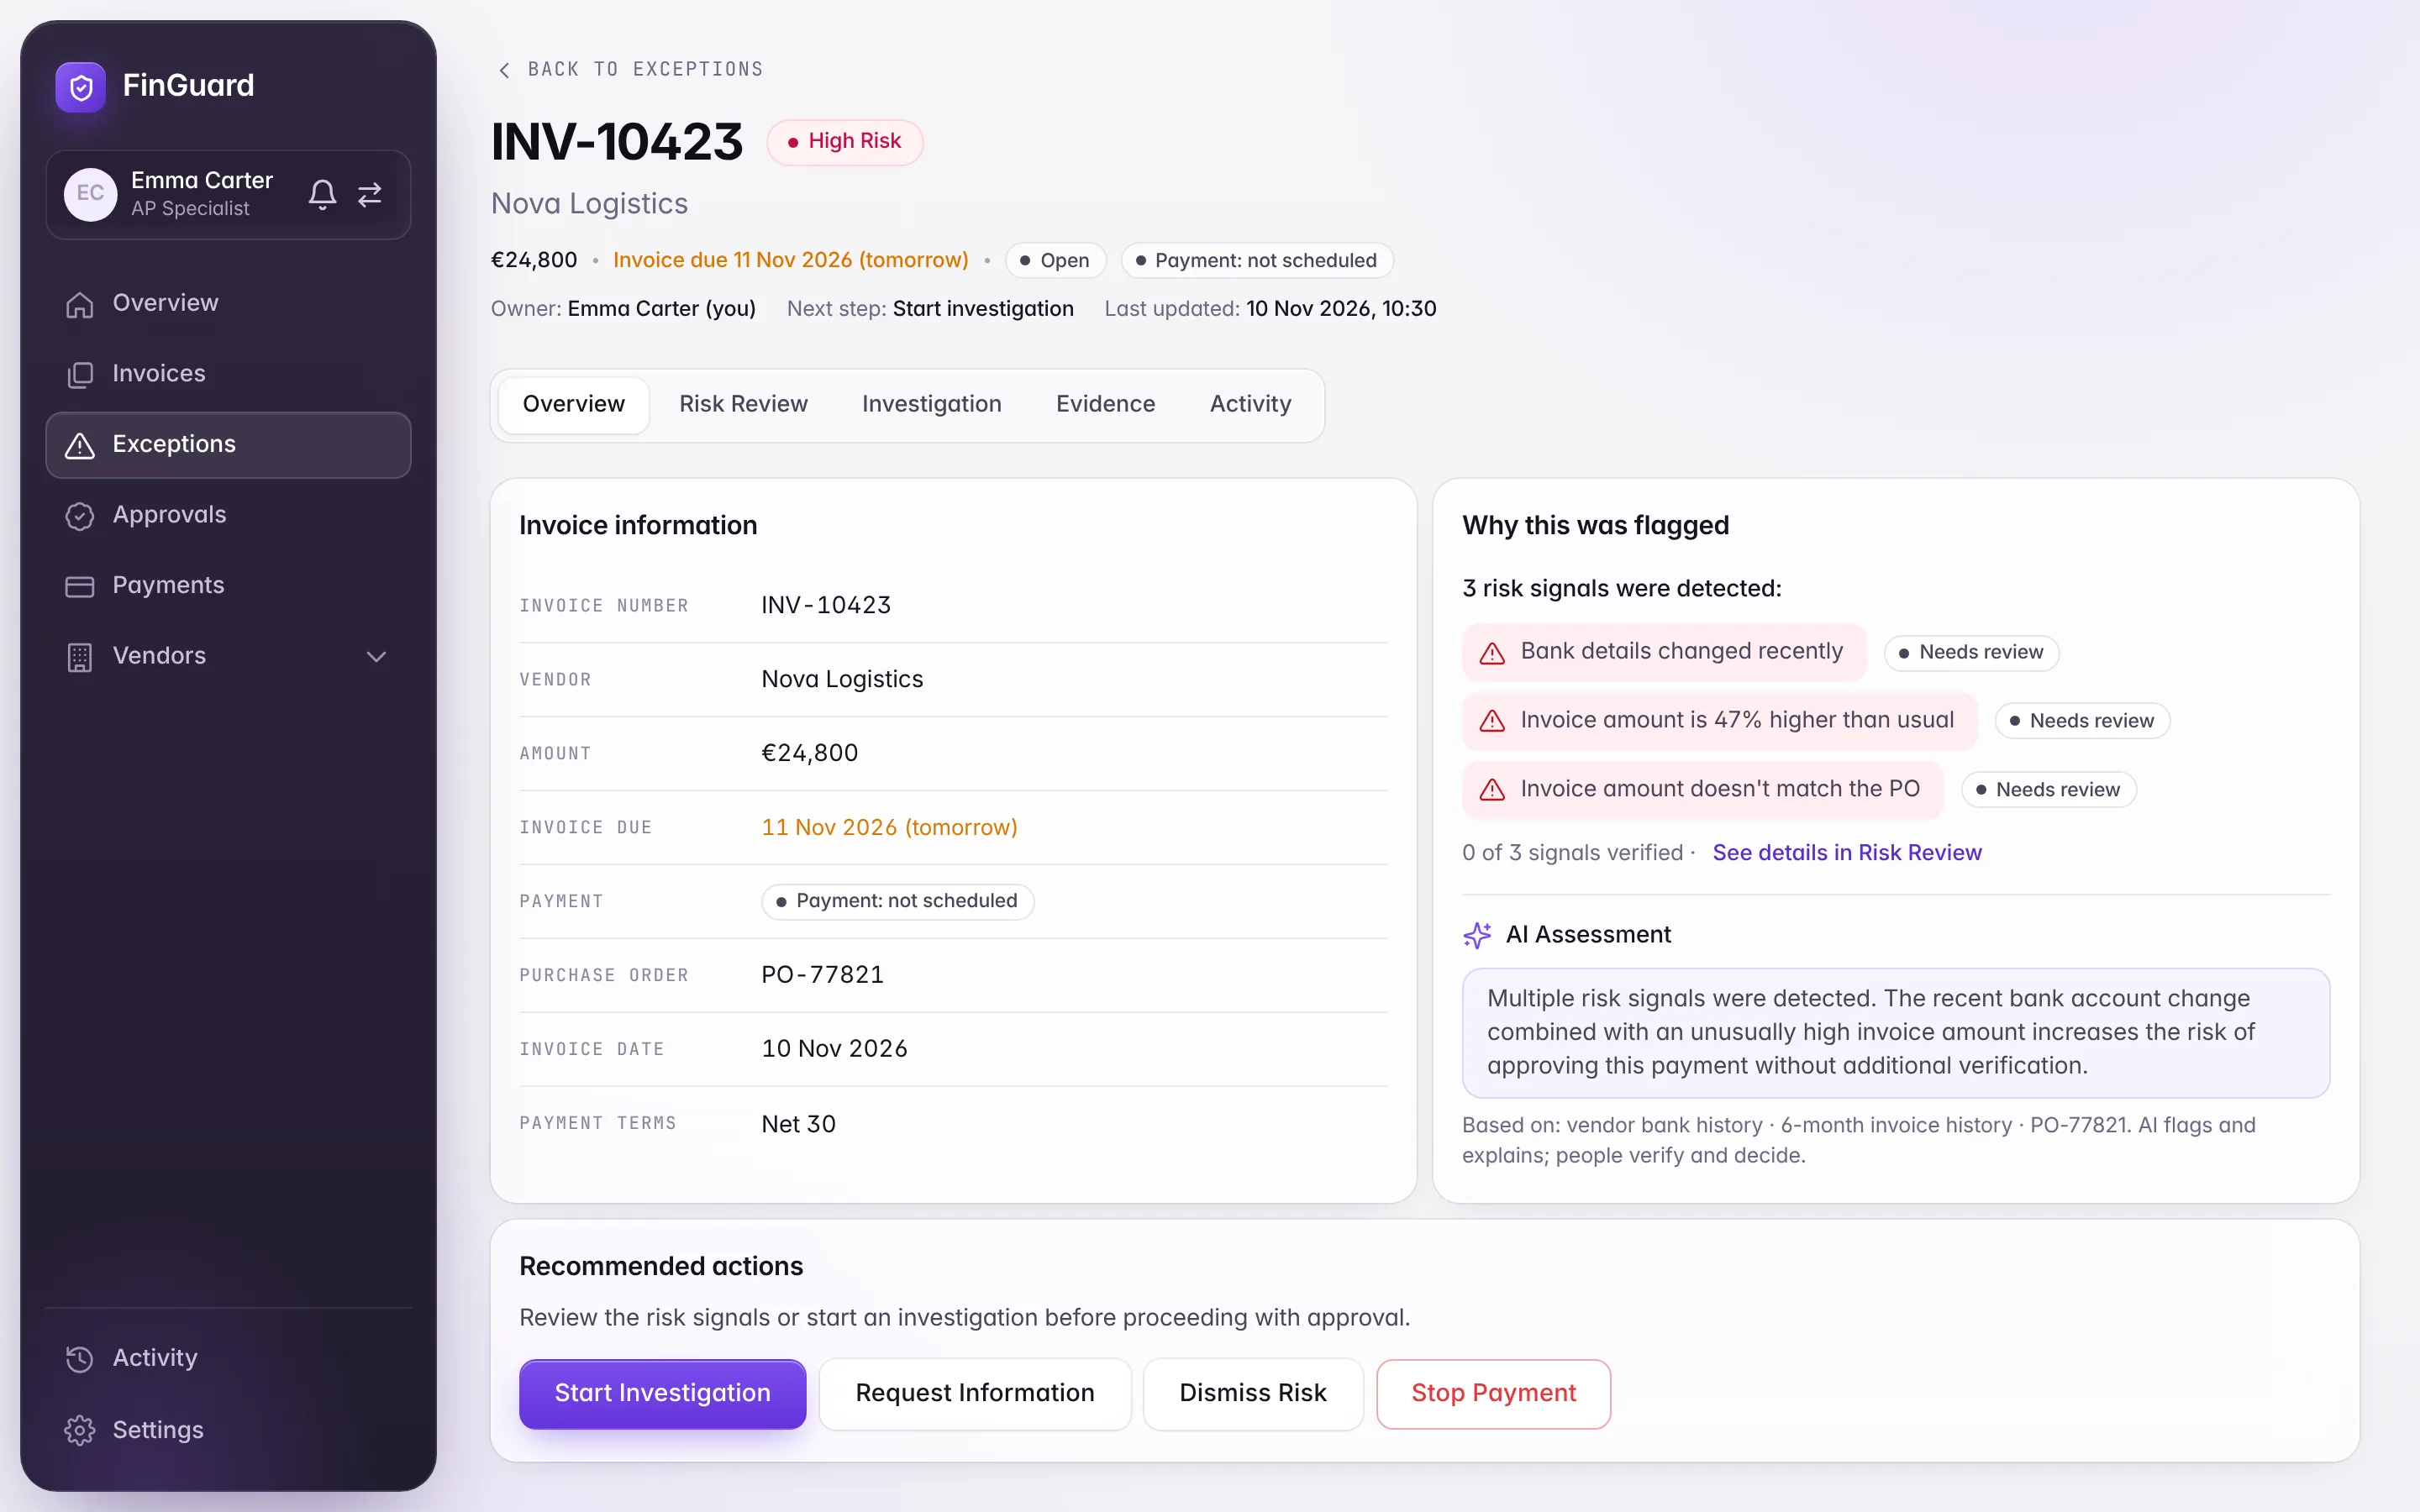 FinGuard
EC
Emma Carter
AP Specialist
Overview
Invoices
Exceptions
Approvals
Payments
Vendors
Activity
Settings
BACK TO EXCEPTIONS
INV-10423
High Risk
Nova Logistics
€24,800 • Invoice due 11 Nov 2026 (tomorrow) • Open Payment: not scheduled
Owner: Emma Carter (you) Next step: Start investigation Last updated: 10 Nov 2026, 10:30
Overview Risk Review Investigation Evidence Activity
Invoice information
INVOICE NUMBER INV-10423
VENDOR Nova Logistics
AMOUNT €24,800
INVOICE DUE 11 Nov 2026 (tomorrow)
PAYMENT Payment: not scheduled
PURCHASE ORDER PO-77821
INVOICE DATE 10 Nov 2026
PAYMENT TERMS Net 30
Why this was flagged
3 risk signals were detected:
Bank details changed recently Needs review
Invoice amount is 47% higher than usual Needs review
Invoice amount doesn't match the PO Needs review
0 of 3 signals verified · See details in Risk Review
AI Assessment
Multiple risk signals were detected. The recent bank account change
combined with an unusually high invoice amount increases the risk of
approving this payment without additional verification.
Based on: vendor bank history · 6-month invoice history · PO-77821. AI flags and
explains; people verify and decide.
Recommended actions
Review the risk signals or start an investigation before proceeding with approval.
Start Investigation Request Information Dismiss Risk Stop Payment